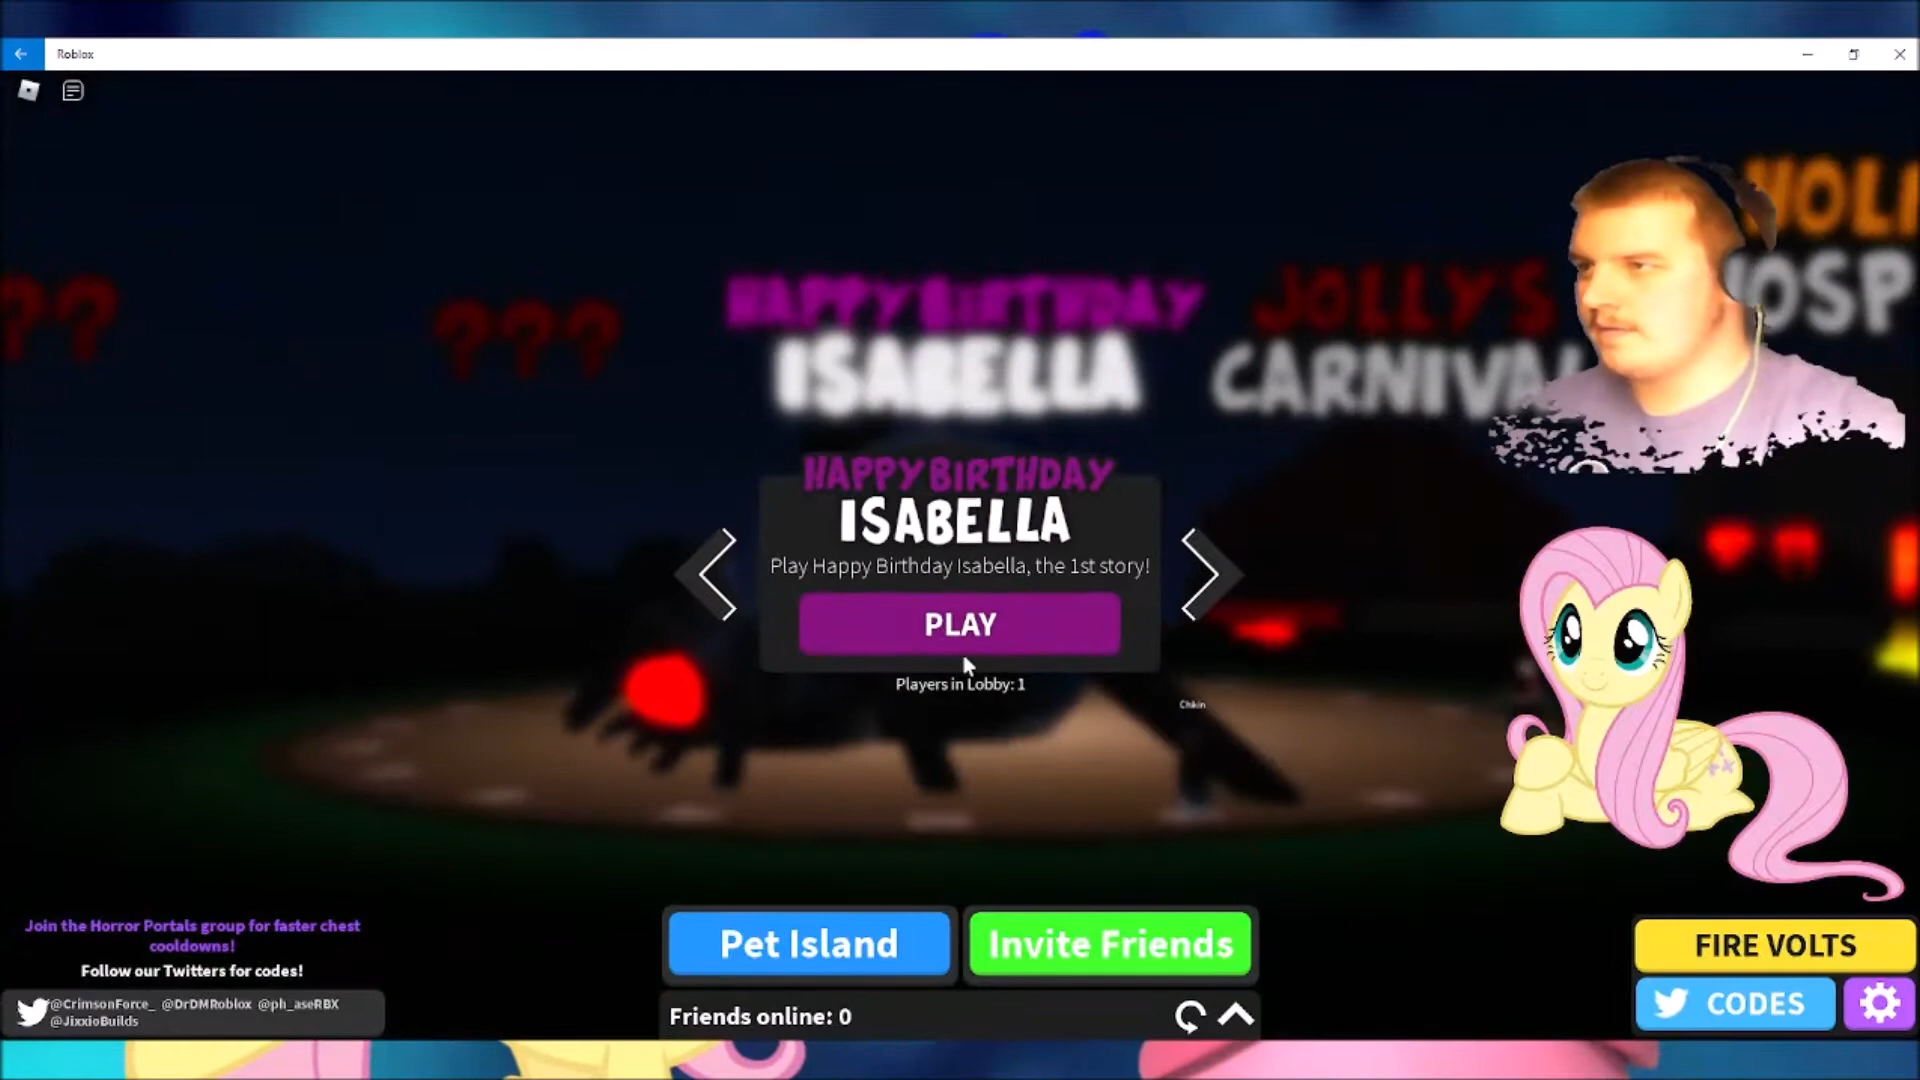 Roblox
??
???
HAPPY BIRTHDAY
ISABELLA
JOLLY'S
CARNIVAL
HOSP
HAPPY BIRTHDAY
ISABELLA
Play Happy Birthday Isabella, the 1st story!
PLAY
Players in Lobby: 1
Chikin
Join the Horror Portals group for faster chest
cooldowns!
Follow our Twitters for codes!
@CrimsonForce_ @DrDMRoblox @ph_aseRBX
@JixxioBuilds
Pet Island
Invite Friends
Friends online: 0
FIRE VOLTS
CODES